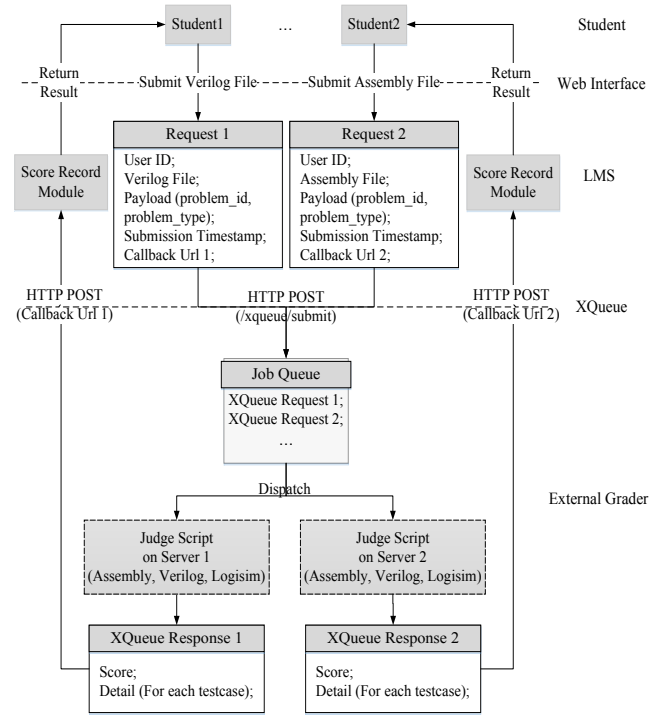 Student1
...
Student2
Student
Return
Result
Submit Verilog File
Submit Assembly File
Return
Result
Web Interface
Request 1
User ID;
Verilog File;
Payload (problem_id,
problem_type);
Submission Timestamp;
Callback Url 1;
Request 2
User ID;
Assembly File;
Payload (problem_id,
problem_type);
Submission Timestamp;
Callback Url 2;
Score Record
Module
Score Record
Module
LMS
HTTP POST
(Callback Url 1)
HTTP POST
(/xqueue/submit)
HTTP POST
(Callback Url 2)
XQueue
Job Queue
XQueue Request 1;
XQueue Request 2;
...
Dispatch
External Grader
Judge Script
on Server 1
(Assembly, Verilog, Logisim)
Judge Script
on Server 2
(Assembly, Verilog, Logisim)
XQueue Response 1
Score;
Detail (For each testcase);
XQueue Response 2
Score;
Detail (For each testcase);